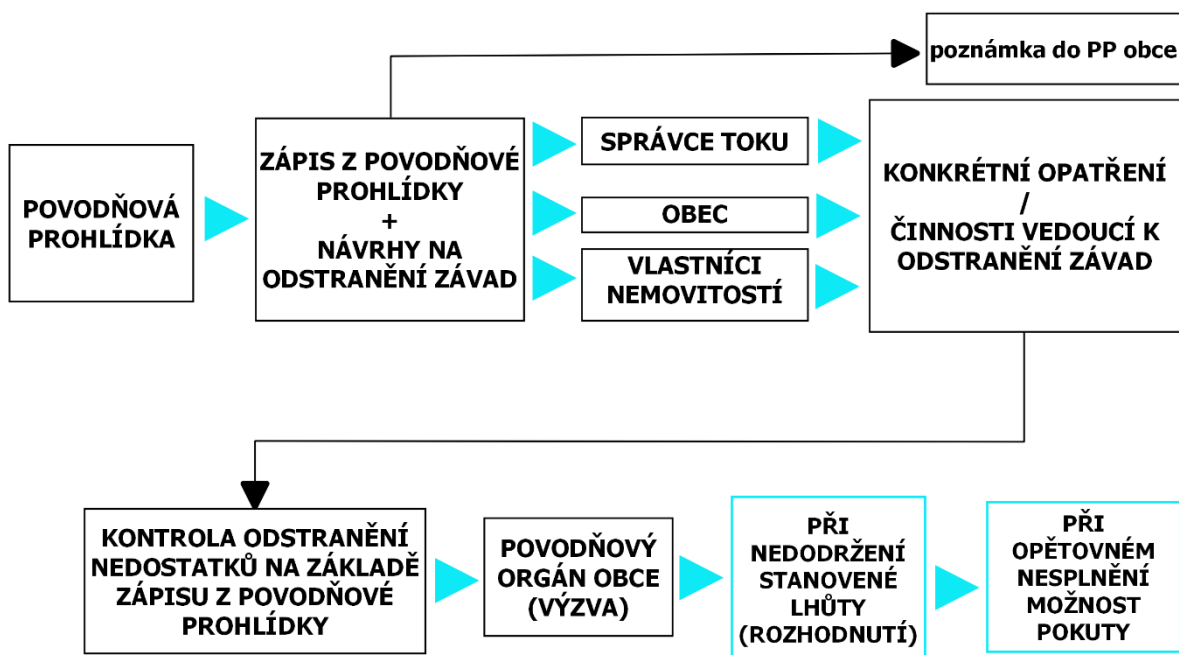 poznámka do PP obce
POVODŇOVÁ
PROHLÍDKA
ZÁPIS Z POVODŇOVÉ
PROHLÍDKY
+
NÁVRHY NA
ODSTRANĚNÍ ZÁVAD
SPRÁVCE TOKU
OBEC
VLASTNÍCI
NEMOVITOSTÍ
KONKRÉTNÍ OPATŘENÍ
/
ČINNOSTI VEDOUCÍ K
ODSTRANĚNÍ ZÁVAD
KONTROLA ODSTRANĚNÍ
NEDOSTATKŮ NA ZÁKLADĚ
ZÁPISU Z POVODŇOVÉ
PROHLÍDKY
POVODŇOVÝ
ORGÁN OBCE
(VÝZVA)
PŘI
NEDODRŽENÍ
STANOVENÉ
LHŮTY
(ROZHODNUTÍ)
PŘI
OPĚTOVNÉM
NESPLNĚNÍ
MOŽNOST
POKUTY